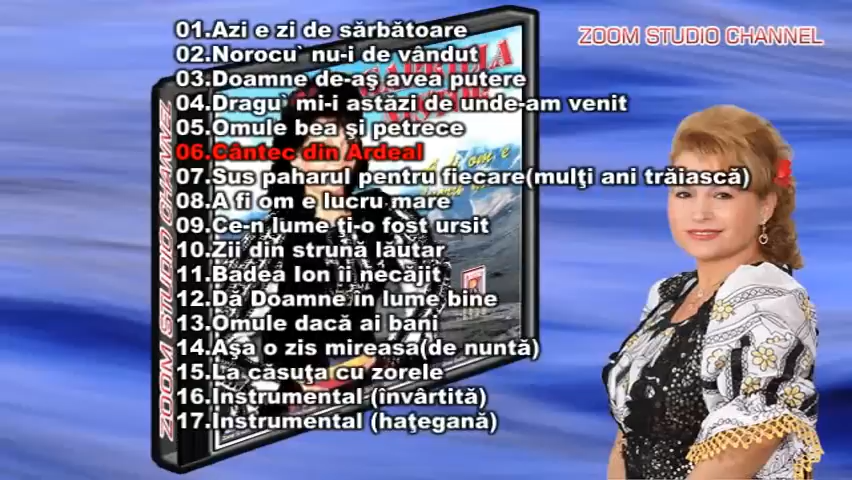 01.Azi e zi de sărbătoare
ZOOM STUDIO CHANNEL
02.Norocu` nu-i de vândut
03.Doamne de-aş avea putere
04.Dragu` mi-i astăzi de unde-am venit
05.Omule bea şi petrece
06.Cântec din Ardeal
07.Sus paharul pentru fiecare(mulţi ani trăiască)
08.A fi om e lucru mare
09.Ce-n lume ţi-o fost ursit
10.Zii din strună lăutar
11.Badea Ion îi necăjit
12.Dă Doamne în lume bine
13.Omule dacă ai bani
14.Aşa o zis mireasa(de nuntă)
15.La căsuţa cu zorele
16.Instrumental (învârtită)
17.Instrumental (haţegană)
ZOOM STUDIO CHANNEL